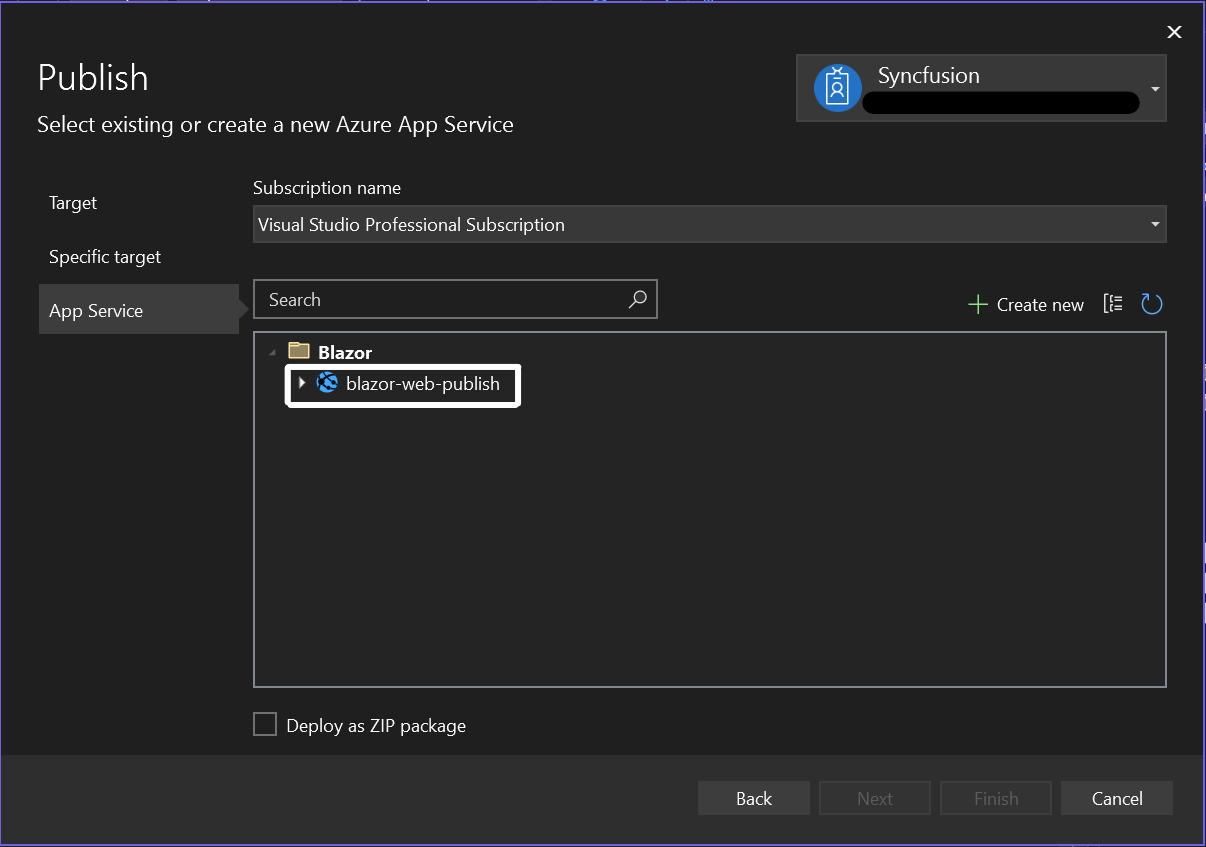 Publish
Select existing or create a new Azure App Service
Syncfusion
Target
Specific target
App Service
Subscription name
Visual Studio Professional Subscription
Search
Create new
Blazor
blazor-web-publish
Deploy as ZIP package
Back
Next
Finish
Cancel